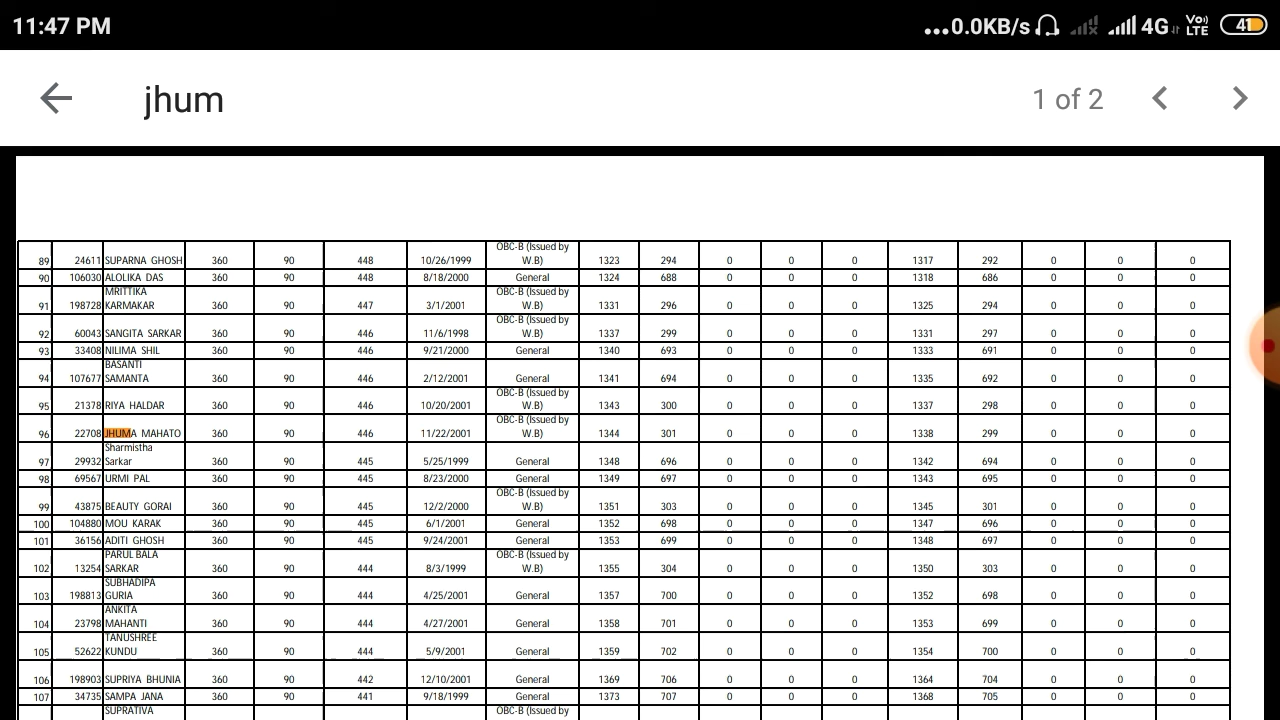 11:47 PM ...0.0KB/s 4G Vo) LTE 41
jhum 1 of 2
89 24611 SUPARNA GHOSH 360 90 448 10/26/1999 OBC-B (Issued by W.B) 1323 294 0 0 0 1317 292 0 0 0
90 106030 ALOLIKA DAS 360 90 448 8/18/2000 General 1324 688 0 0 0 1318 686 0 0 0
91 198728 MRITTIKA KARMAKAR 360 90 447 3/1/2001 OBC-B (Issued by W.B) 1331 296 0 0 0 1325 294 0 0 0
92 60043 SANGITA SARKAR 360 90 446 11/6/1998 OBC-B (Issued by W.B) 1337 299 0 0 0 1331 297 0 0 0
93 33408 NILIMA SHIL 360 90 446 9/21/2000 General 1340 693 0 0 0 1333 691 0 0 0
94 107677 BASANTI SAMANTA 360 90 446 2/12/2001 General 1341 694 0 0 0 1335 692 0 0 0
95 21378 RIYA HALDAR 360 90 446 10/20/2001 OBC-B (Issued by W.B) 1343 300 0 0 0 1337 298 0 0 0
96 22708 JHUMA MAHATO 360 90 446 11/22/2001 OBC-B (Issued by W.B) 1344 301 0 0 0 1338 299 0 0 0
97 29932 Sharmistha Sarkar 360 90 445 5/25/1999 General 1348 696 0 0 0 1342 694 0 0 0
98 69567 URMI PAL 360 90 445 8/23/2000 General 1349 697 0 0 0 1343 695 0 0 0
99 43875 BEAUTY GORAI 360 90 445 12/2/2000 OBC-B (Issued by W.B) 1351 303 0 0 0 1345 301 0 0 0
100 104880 MOU KARAK 360 90 445 6/1/2001 General 1352 698 0 0 0 1347 696 0 0 0
101 36156 ADITI GHOSH 360 90 445 9/24/2001 General 1353 699 0 0 0 1348 697 0 0 0
102 13254 PARUL BALA SARKAR 360 90 444 8/3/1999 OBC-B (Issued by W.B) 1355 304 0 0 0 1350 303 0 0 0
103 198813 SUBHADIPA GURIA 360 90 444 4/25/2001 General 1357 700 0 0 0 1352 698 0 0 0
104 23798 ANKITA MAHANTI 360 90 444 4/27/2001 General 1358 701 0 0 0 1353 699 0 0 0
105 52622 TANUSHREE KUNDU 360 90 444 5/9/2001 General 1359 702 0 0 0 1354 700 0 0 0
106 198903 SUPRIYA BHUNIA 360 90 442 12/10/2001 General 1369 706 0 0 0 1364 704 0 0 0
107 34735 SAMPA JANA 360 90 441 9/18/1999 General 1373 707 0 0 0 1368 705 0 0 0
SUPRATIVA OBC-B (Issued by